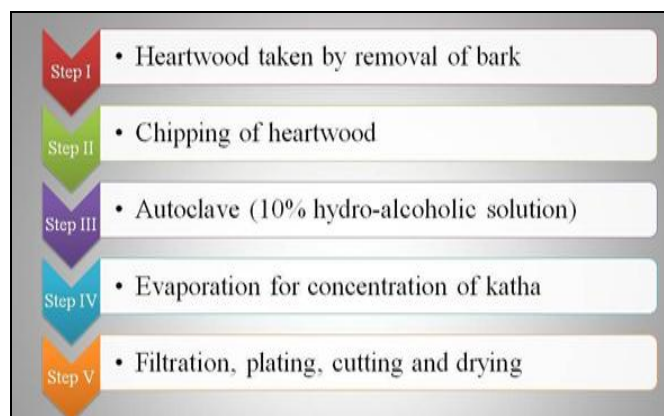 Step I
• Heartwood taken by removal of bark
Step II
• Chipping of heartwood
Step III
• Autoclave (10% hydro-alcoholic solution)
Step IV
• Evaporation for concentration of katha
Step V
• Filtration, plating, cutting and drying